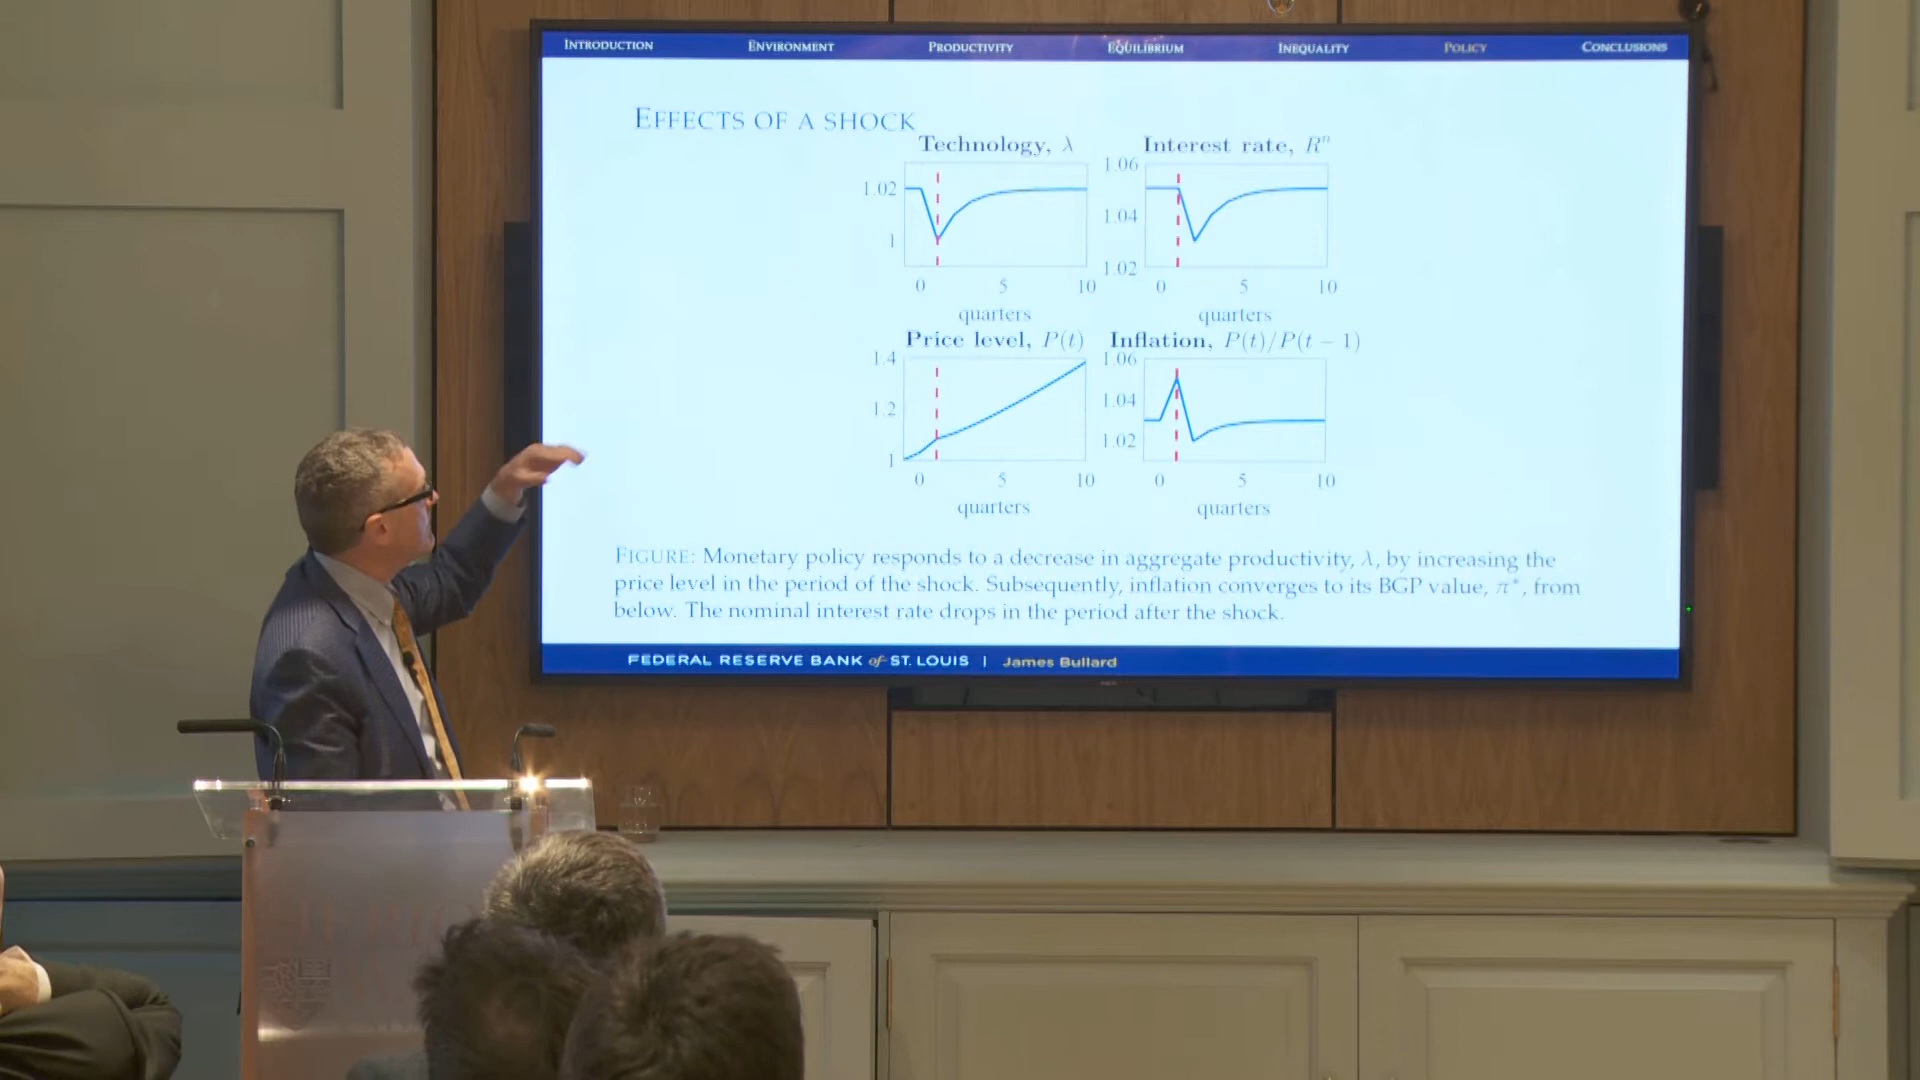 INTRODUCTION ENVIRONMENT PRODUCTIVITY EQUILIBRIUM INEQUALITY POLICY CONCLUSIONS
EFFECTS OF A SHOCK
Technology, λ
1.02
1
0 5 10
quarters
Interest rate, Rⁿ
1.06
1.04
1.02
0 5 10
quarters
Price level, P(t)
1.4
1.2
1
0 5 10
quarters
Inflation, P(t)/P(t − 1)
1.06
1.04
1.02
0 5 10
quarters
FIGURE: Monetary policy responds to a decrease in aggregate productivity, λ, by increasing the
price level in the period of the shock. Subsequently, inflation converges to its BGP value, π*, from
below. The nominal interest rate drops in the period after the shock.
FEDERAL RESERVE BANK of ST. LOUIS | James Bullard